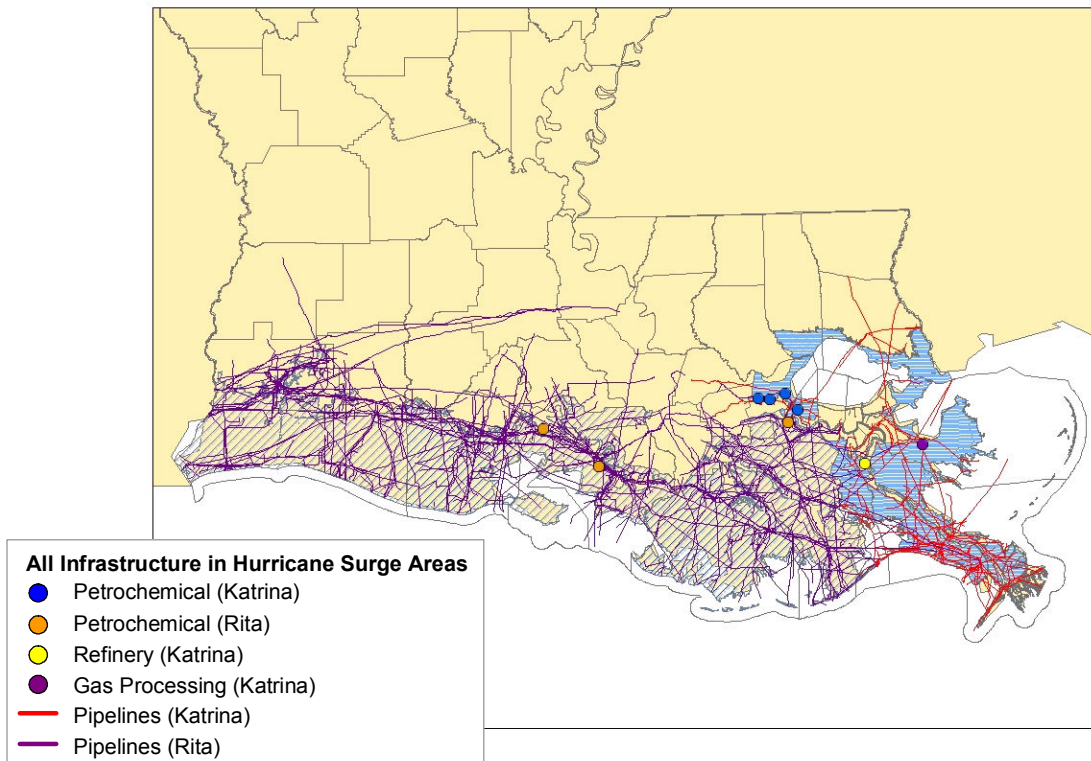 All Infrastructure in Hurricane Surge Areas
Petrochemical (Katrina)
Petrochemical (Rita)
Refinery (Katrina)
Gas Processing (Katrina)
Pipelines (Katrina)
Pipelines (Rita)